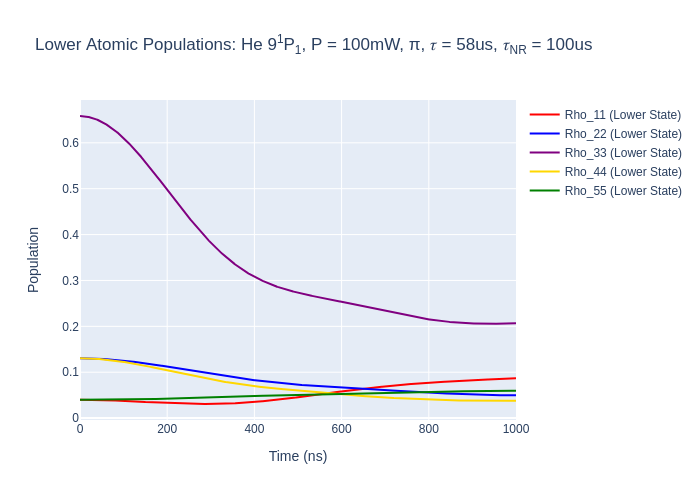 Lower Atomic Populations: He 9¹P₁, P = 100mW, π, 𝜏 = 58us, 𝜏NR = 100us
Rho_11 (Lower State)
Rho_22 (Lower State)
Rho_33 (Lower State)
Rho_44 (Lower State)
Rho_55 (Lower State)
0.6
0.5
0.4
0.3
0.2
0.1
0
Population
0 200 400 600 800 1000
Time (ns)